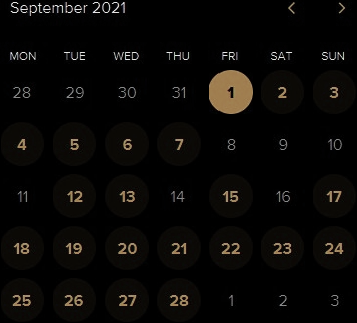 September 2021
MON TUE WED THU FRI SAT SUN
28 29 30 31 1 2 3
4 5 6 7 8 9 10
11 12 13 14 15 16 17
18 19 20 21 22 23 24
25 26 27 28 1 2 3